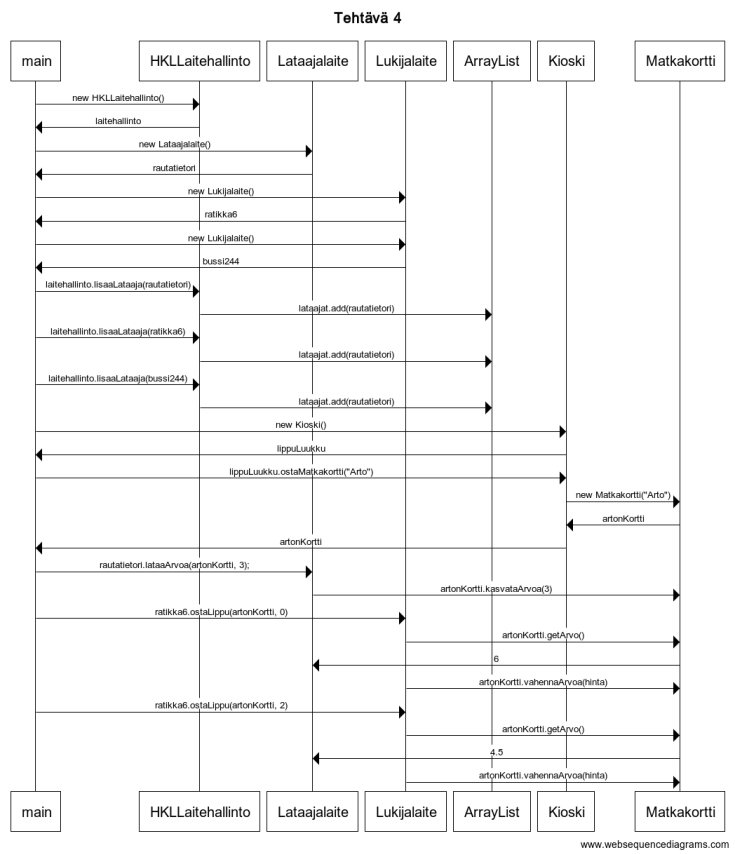 Tehtävä 4
main HKLLaitehallinto Lataajalaite Lukijalaite ArrayList Kioski Matkakortti
new HKLLaitehallinto()
laitehallinto
new Lataajalaite()
rautatietori
new Lukijalaite()
ratikka6
new Lukijalaite()
bussi244
laitehallinto.lisaaLataaja(rautatietori)
lataajat.add(rautatietori)
laitehallinto.lisaaLataaja(ratikka6)
lataajat.add(rautatietori)
laitehallinto.lisaaLataaja(bussi244)
lataajat.add(rautatietori)
new Kioski()
lippuLuukku
lippuLuukku.ostaMatkakortti("Arto")
new Matkakortti("Arto")
artonKortti
artonKortti
rautatietori.lataaArvoa(artonKortti, 3);
artonKortti.kasvataArvoa(3)
ratikka6.ostaLippu(artonKortti, 0)
artonKortti.getArvo()
6
artonKortti.vahennaArvoa(hinta)
ratikka6.ostaLippu(artonKortti, 2)
artonKortti.getArvo()
4.5
artonKortti.vahennaArvoa(hinta)
main HKLLaitehallinto Lataajalaite Lukijalaite ArrayList Kioski Matkakortti
www.websequencediagrams.com